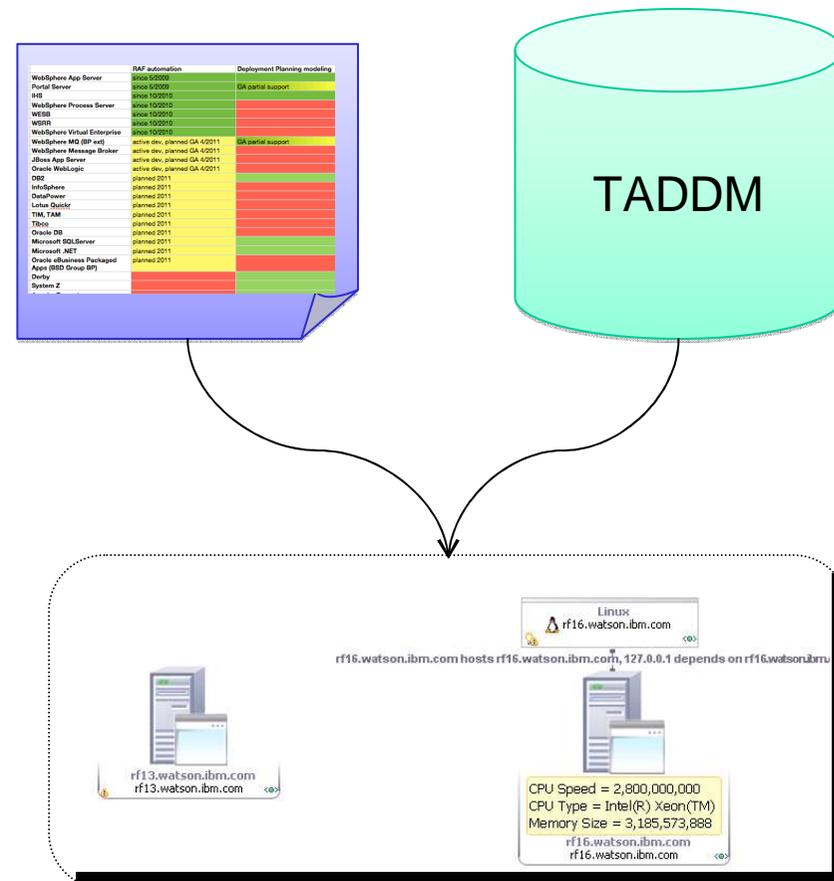 RAF automation Deployment Planning modeling
WebSphere App Server since 5/2009
Portal Server since 5/2009 GA partial support
IHS since 10/2010
WebSphere Process Server since 10/2010
WESB since 10/2010
WSRR since 10/2010
WebSphere Virtual Enterprise since 10/2010
WebSphere MQ (BP ext) active dev, planned GA 4/2011 GA partial support
WebSphere Message Broker active dev, planned GA 4/2011
JBoss App Server active dev, planned GA 4/2011
Oracle WebLogic active dev, planned GA 4/2011
DB2 planned 2011
InfoSphere planned 2011
DataPower planned 2011
Lotus Quickr planned 2011
TIM, TAM planned 2011
Tibco planned 2011
Oracle DB planned 2011
Microsoft SQLServer planned 2011
Microsoft .NET planned 2011
Oracle eBusiness Packaged planned 2011
Apps (BSD Group BP)
Derby
System Z
TADDM
Linux
rf16.watson.ibm.com
rf16.watson.ibm.com hosts rf16.watson.ibm.com, 127.0.0.1 depends on rf16.watson.ibm.
rf13.watson.ibm.com
rf13.watson.ibm.com
CPU Speed = 2,800,000,000
CPU Type = Intel(R) Xeon(TM)
Memory Size = 3,185,573,888
rf16.watson.ibm.com
rf16.watson.ibm.com